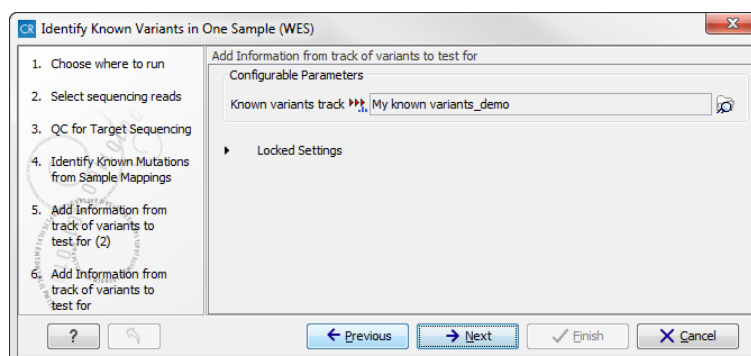 CR Identify Known Variants in One Sample (WES)
X
1. Choose where to run
2. Select sequencing reads
3. QC for Target Sequencing
4. Identify Known Mutations
from Sample Mappings
5. Add Information from
track of variants to
test for (2)
6. Add Information from
track of variants to
test for
Add Information from track of variants to test for
Configurable Parameters
Known variants track My known variants_demo
Locked Settings
? Previous Next Finish Cancel